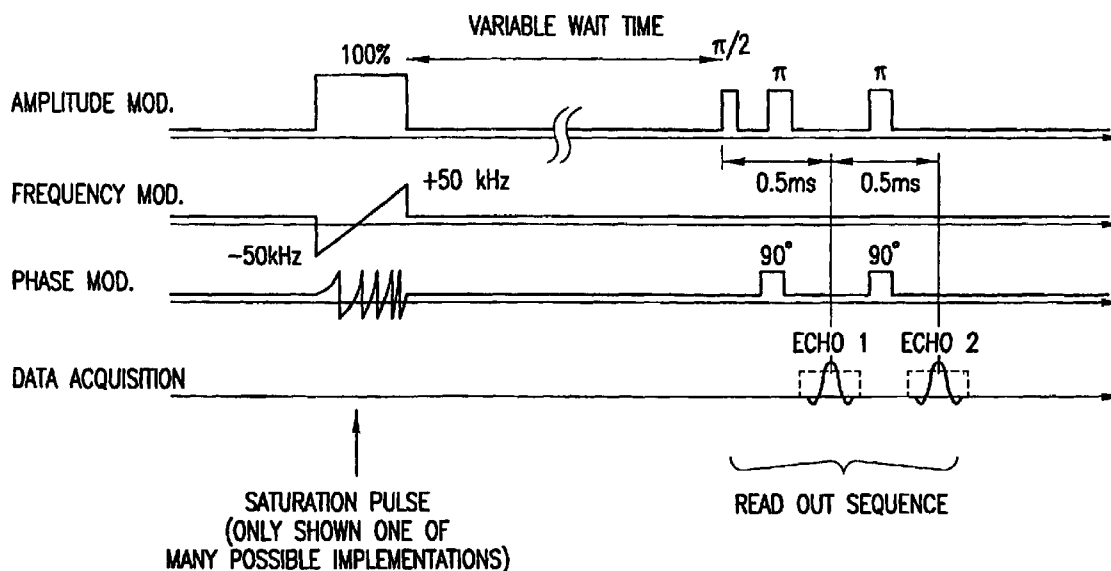 VARIABLE WAIT TIME
100%
π/2
π
π
AMPLITUDE MOD.
0.5ms
0.5ms
+50 kHz
FREQUENCY MOD.
-50kHz
90°
90°
PHASE MOD.
ECHO 1
ECHO 2
DATA ACQUISITION
SATURATION PULSE
(ONLY SHOWN ONE OF
MANY POSSIBLE IMPLEMENTATIONS)
READ OUT SEQUENCE